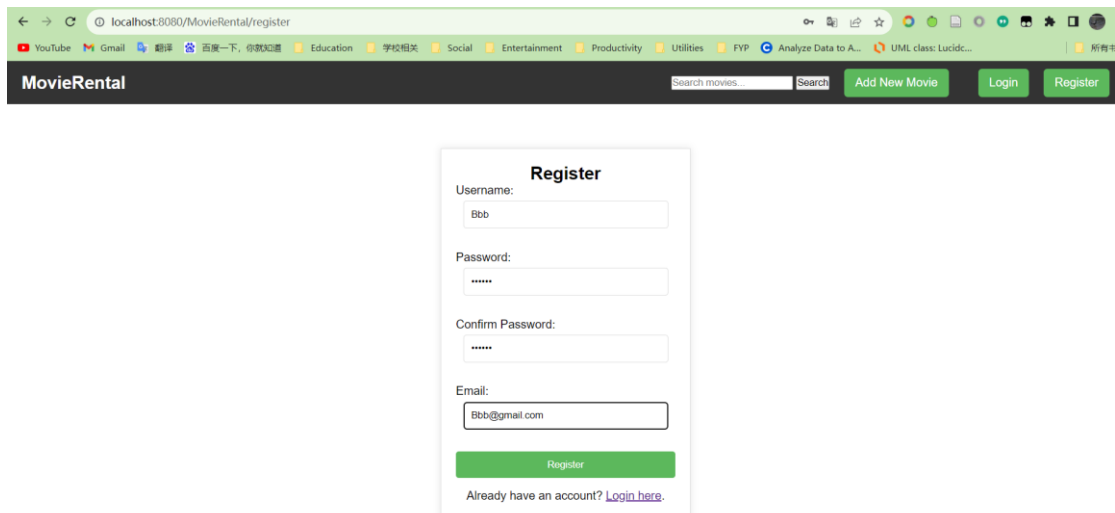 localhost:8080/MovieRental/register
YouTube Gmail 翻译 百度一下，你就知道 Education 学校相关 Social Entertainment Productivity Utilities FYP Analyze Data to A... UML class: Lucidc... 所有书
MovieRental Search movies... Search Add New Movie Login Register
Register
Username:
Bbb
Password:
••••••
Confirm Password:
••••••
Email:
Bbb@gmail.com
Register
Already have an account? Login here.